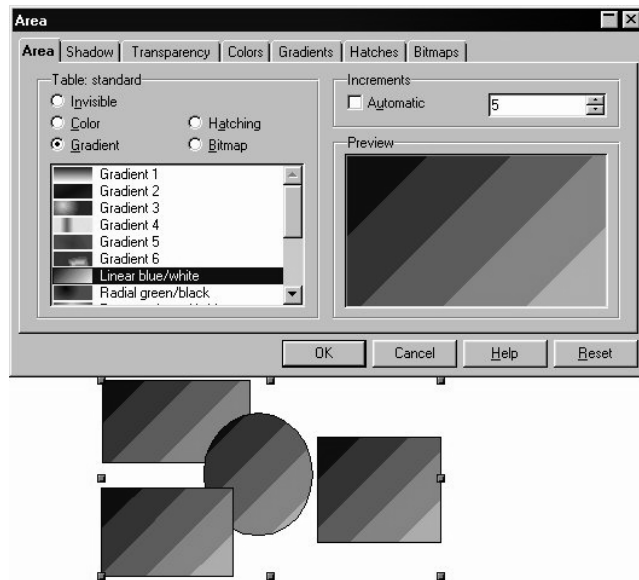 Area
Area Shadow Transparency Colors Gradients Hatches Bitmaps
Table: standard
Invisible
Color
Hatching
Gradient
Bitmap
Gradient 1
Gradient 2
Gradient 3
Gradient 4
Gradient 5
Gradient 6
Linear blue/white
Radial green/black
Increments
Automatic
5
Preview
OK Cancel Help Reset